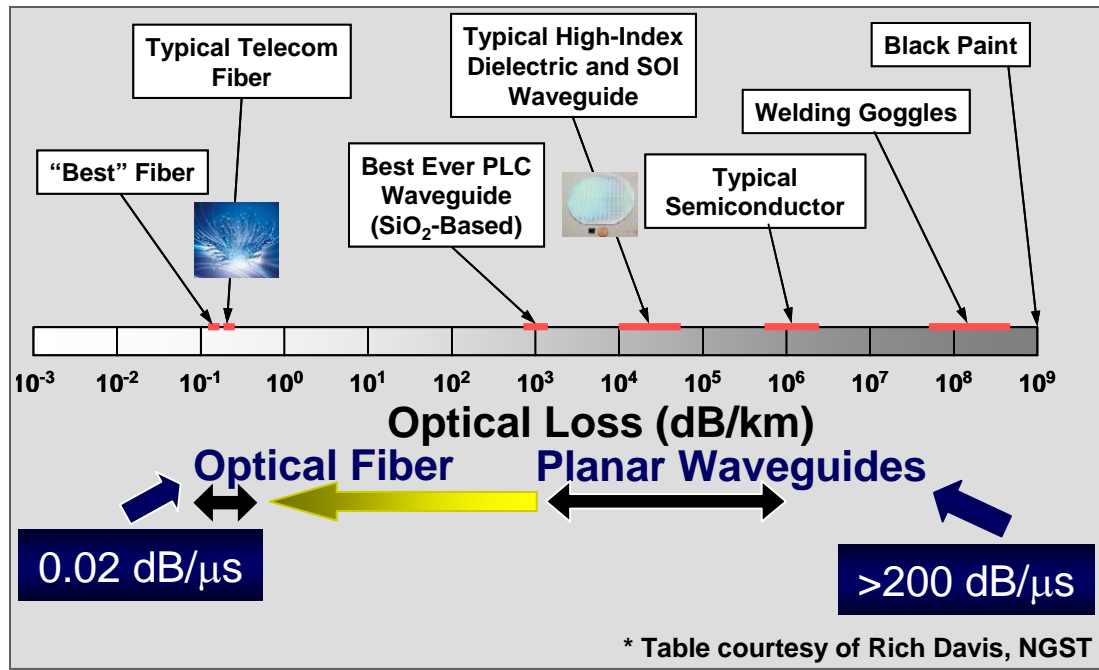 Typical Telecom
Fiber
Typical High-Index
Dielectric and SOI
Waveguide
Black Paint
Welding Goggles
“Best” Fiber
Best Ever PLC
Waveguide
(SiO₂-Based)
Typical
Semiconductor
10⁻³ 10⁻² 10⁻¹ 10⁰ 10¹ 10² 10³ 10⁴ 10⁵ 10⁶ 10⁷ 10⁸ 10⁹
Optical Loss (dB/km)
Optical Fiber Planar Waveguides
0.02 dB/μs
>200 dB/μs
* Table courtesy of Rich Davis, NGST